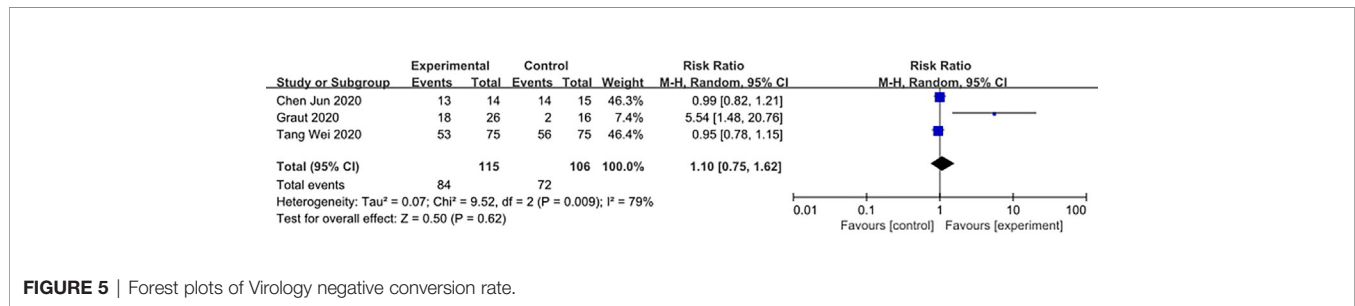 Experimental Control Risk Ratio Risk Ratio
Study or Subgroup Events Total Events Total Weight M-H, Random, 95% CI M-H, Random, 95% CI
Chen Jun 2020 13 14 14 15 46.3% 0.99 [0.82, 1.21]
Graut 2020 18 26 2 16 7.4% 5.54 [1.48, 20.76]
Tang Wei 2020 53 75 56 75 46.4% 0.95 [0.78, 1.15]
Total (95% CI) 115 106 100.0% 1.10 [0.75, 1.62]
Total events 84 72
Heterogeneity: Tau² = 0.07; Chi² = 9.52, df = 2 (P = 0.009); I² = 79%
Test for overall effect: Z = 0.50 (P = 0.62)
0.01 0.1 1 10 100
Favours [control] Favours [experiment]
FIGURE 5 | Forest plots of Virology negative conversion rate.